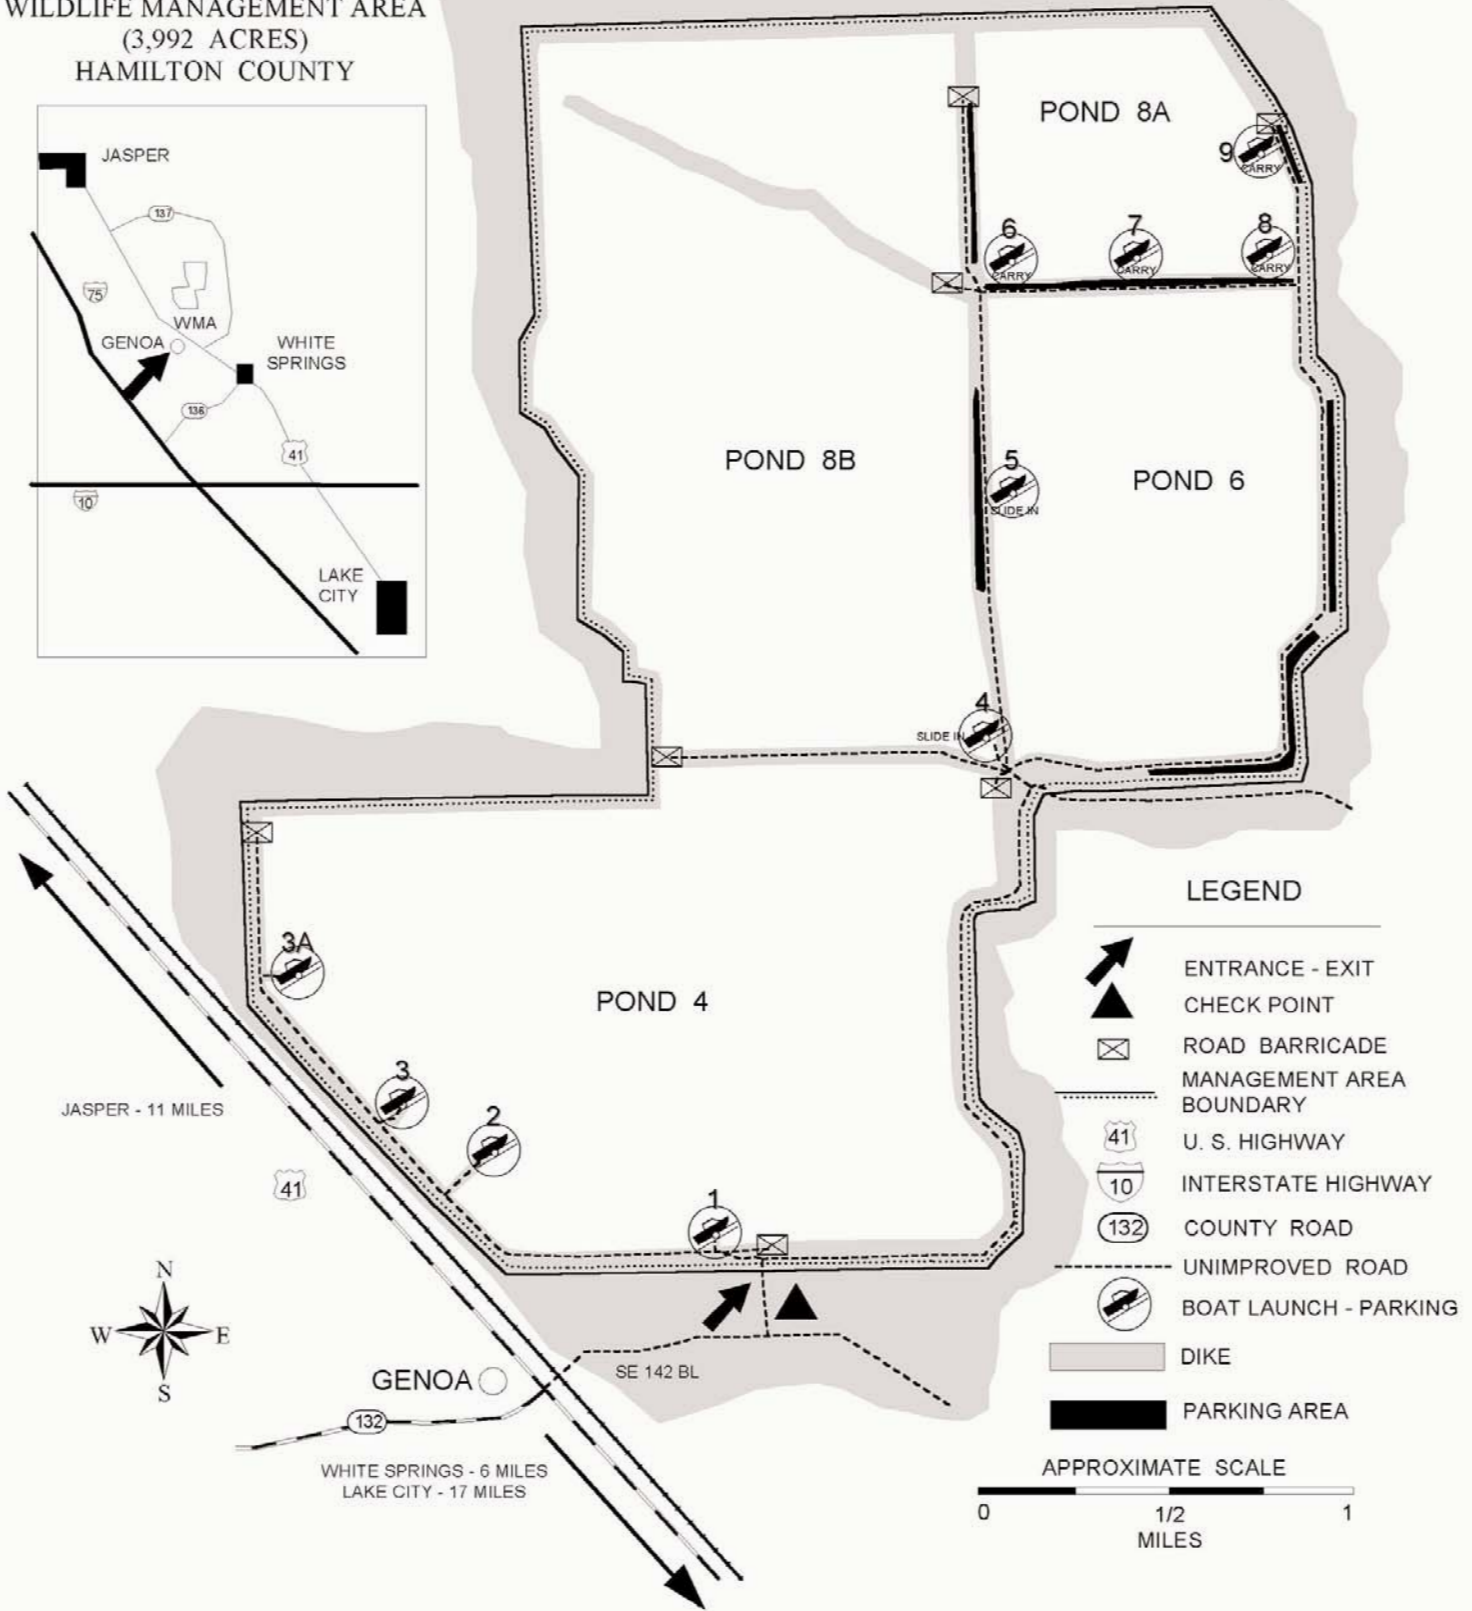 WILDLIFE MANAGEMENT AREA
(3,992 ACRES)
HAMILTON COUNTY
JASPER
137
75
WMA
GENOA
WHITE
SPRINGS
136
41
10
LAKE
CITY
POND 8A
9
CARRY
6
CARRY
7
CARRY
8
CARRY
POND 8B
5
SLIDE IN
POND 6
4
SLIDE IN
3A
POND 4
3
2
1
JASPER - 11 MILES
41
N
W E
S
GENOA
SE 142 BL
132
WHITE SPRINGS - 6 MILES
LAKE CITY - 17 MILES
LEGEND
ENTRANCE - EXIT
CHECK POINT
ROAD BARRICADE
MANAGEMENT AREA
BOUNDARY
41 U. S. HIGHWAY
10 INTERSTATE HIGHWAY
132 COUNTY ROAD
UNIMPROVED ROAD
BOAT LAUNCH - PARKING
DIKE
PARKING AREA
APPROXIMATE SCALE
0 1/2 1
MILES